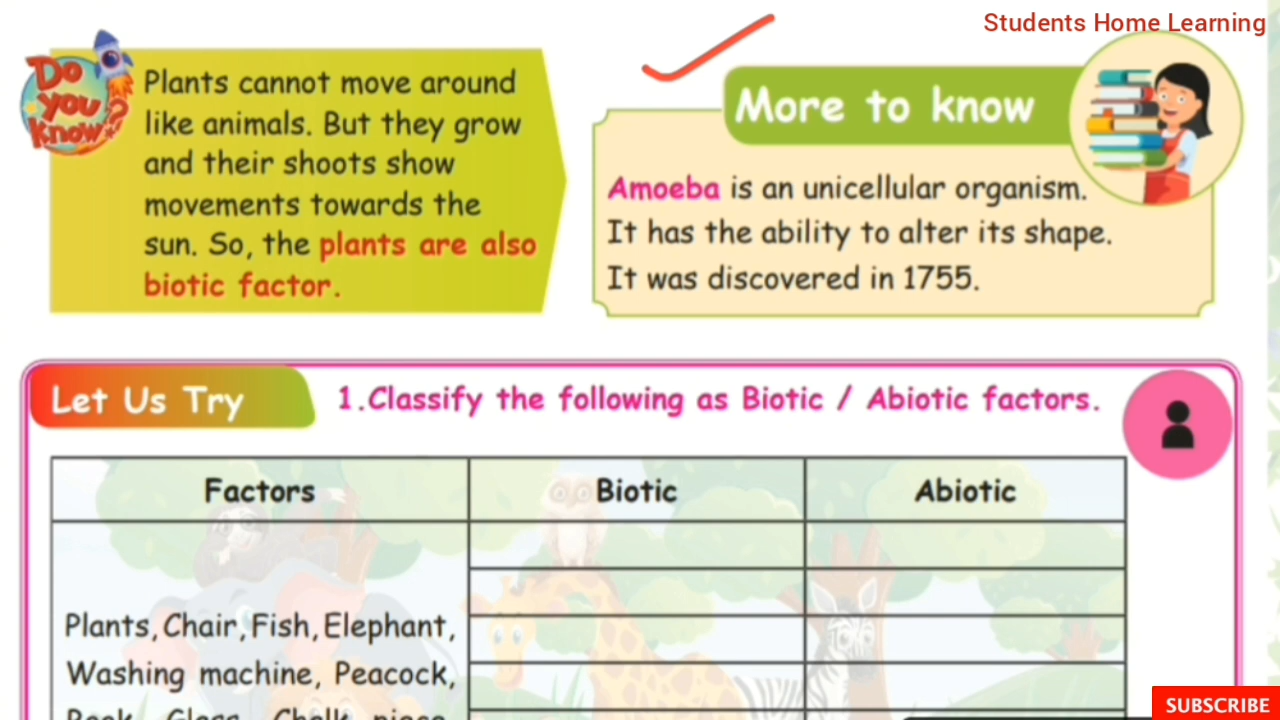 Students Home Learning
Do
you
know?
Plants cannot move around
like animals. But they grow
and their shoots show
movements towards the
sun. So, the plants are also
biotic factor.
More to know
Amoeba is an unicellular organism.
It has the ability to alter its shape.
It was discovered in 1755.
Let Us Try
1.Classify the following as Biotic / Abiotic factors.
Factors
Biotic
Abiotic
Plants, Chair, Fish, Elephant,
Washing machine, Peacock,
SUBSCRIBE